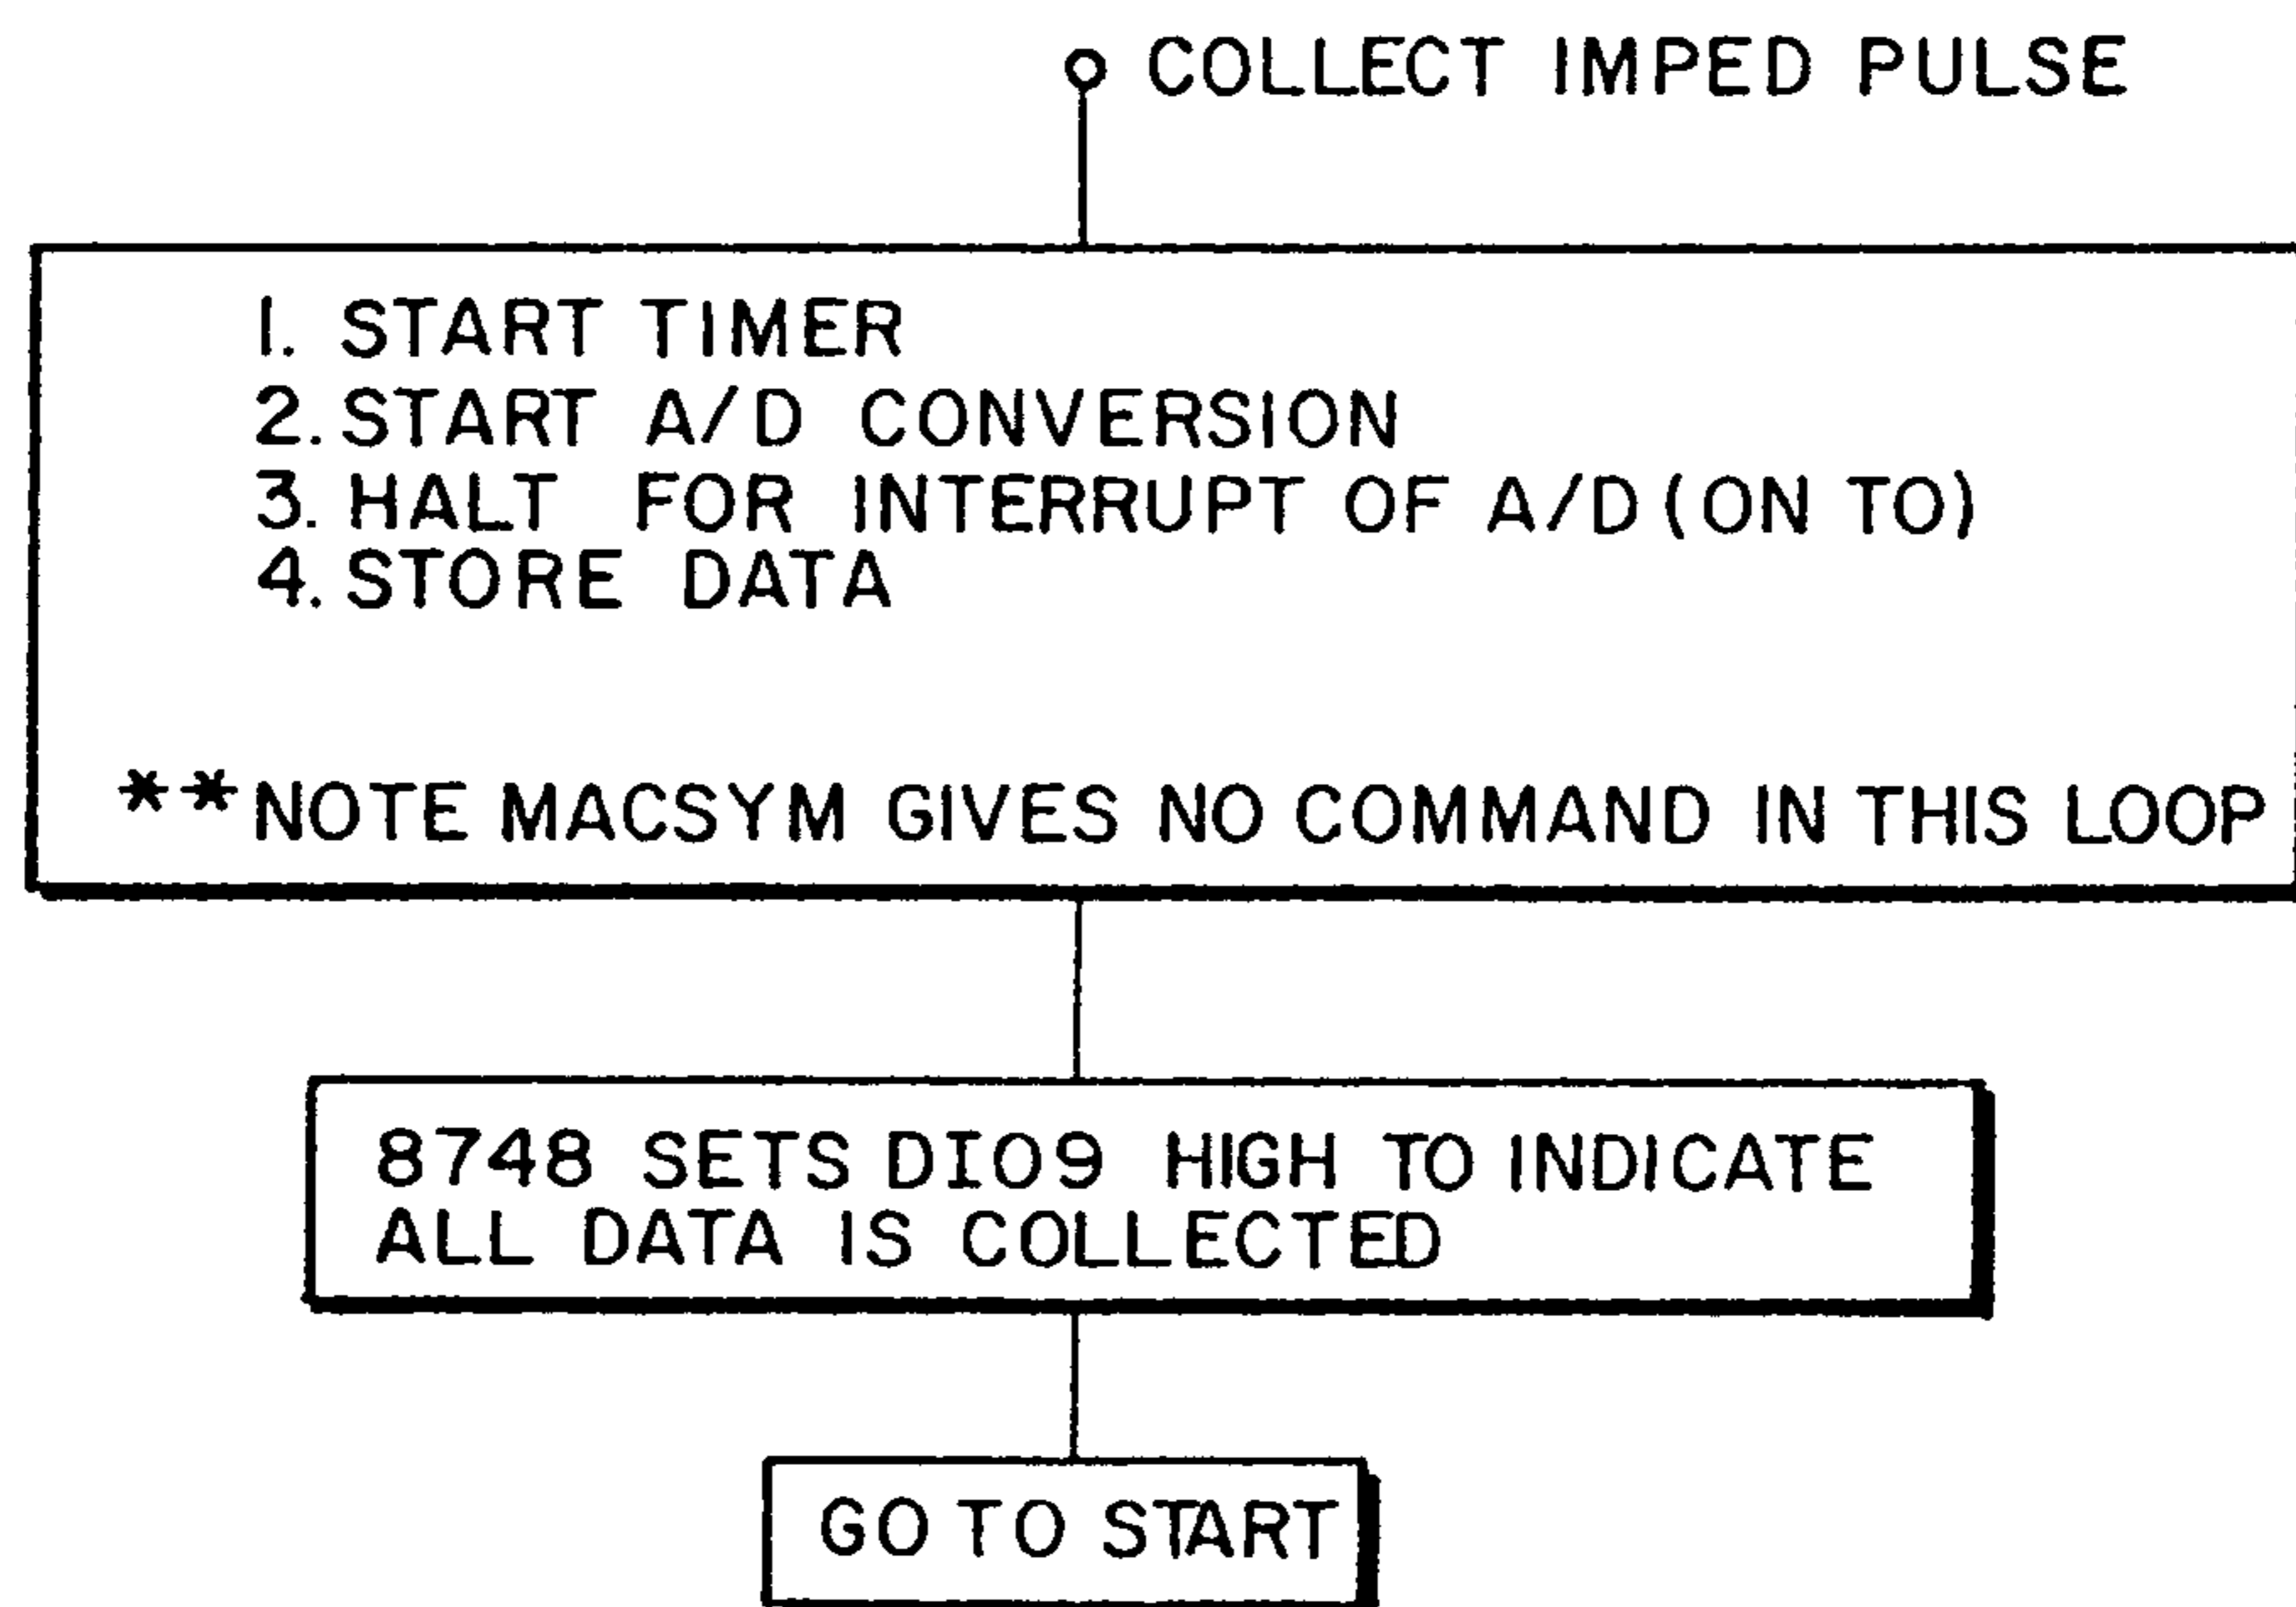 COLLECT IMPED PULSE
1. START TIMER
2. START A/D CONVERSION
3. HALT FOR INTERRUPT OF A/D (ON TO)
4. STORE DATA
**NOTE MACSYM GIVES NO COMMAND IN THIS LOOP
8748 SETS DIO9 HIGH TO INDICATE
ALL DATA IS COLLECTED
GO TO START